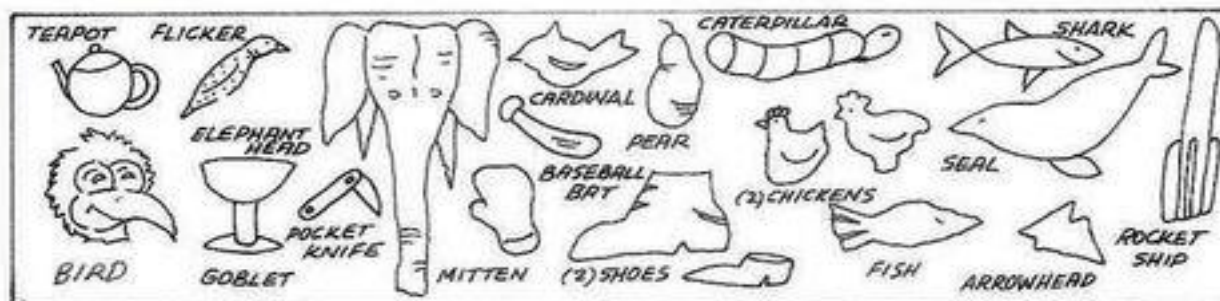 TEAPOT
FLICKER
CATERPILLAR
SHARK
CARDINAL
ELEPHANT
HEAD
PEAR
BASEBALL
BAT
SEAL
(2) CHICKENS
POCKET
KNIFE
BIRD
GOBLET
MITTEN
(2) SHOES
FISH
ARROWHEAD
ROCKET
SHIP